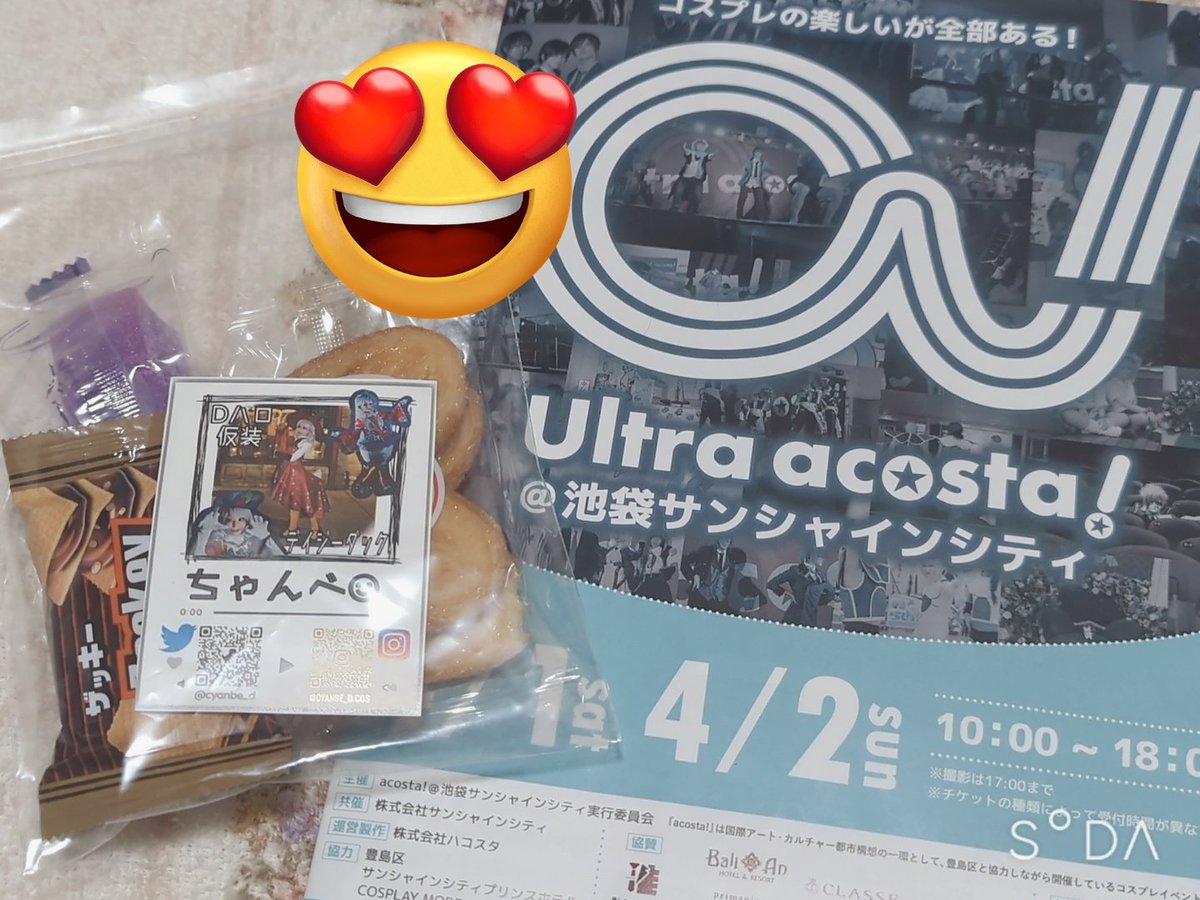 コスプレの楽しいが全部ある!
a!
Ultra acosta!
@池袋サンシャインシティ
1 sat
4/2 sun
10:00 ~ 18:0
※撮影は17:00まで
※チケットの種類によって受付時間が異な
主催 acosta!@池袋サンシャインシティ実行委員会
共催 株式会社サンシャインシティ
運営製作 株式会社ハコスタ
協力 豊島区
サンシャインシティプリンスホテル
COSPLAY MODE
『acosta!』は国際アート・カルチャー都市構想の一環として、豊島区と協力しながら開催しているコスプレイベント
協賛
Bali An
HOTEL & RESORT
CLASSE
仮装
デイジーダック
ちゃんべ
0:00
@cyanbe_d
@CYANBE_D.COS
ザッキー
SODA